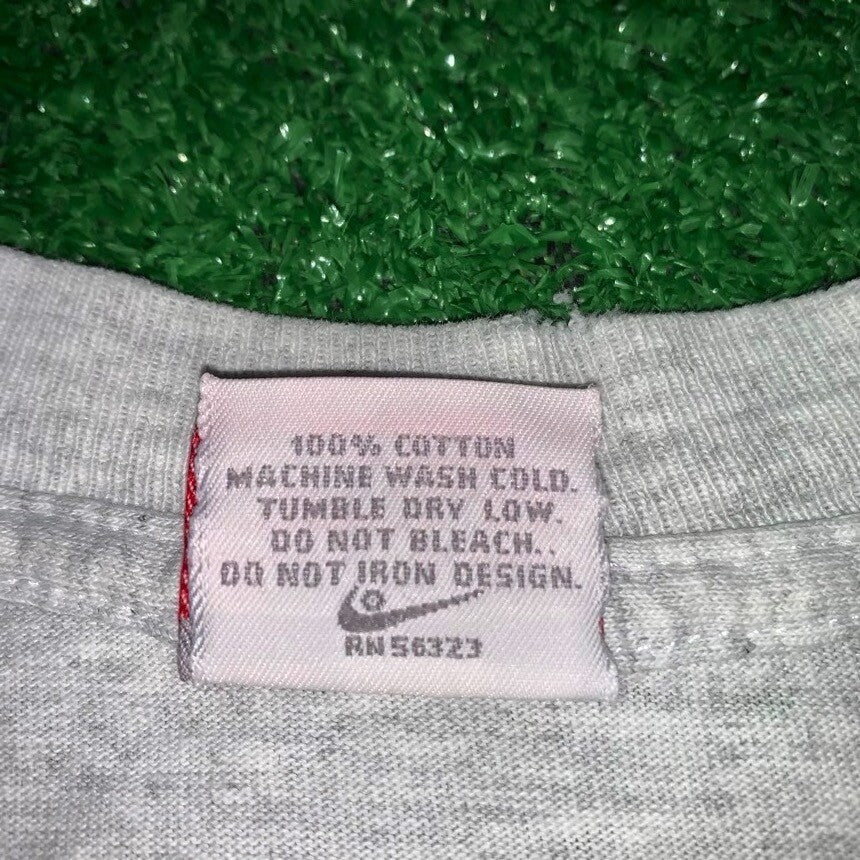 100% COTTON
MACHINE WASH COLD.
TUMBLE DRY LOW.
DO NOT BLEACH..
DO NOT IRON DESIGN.
R
RN 56323